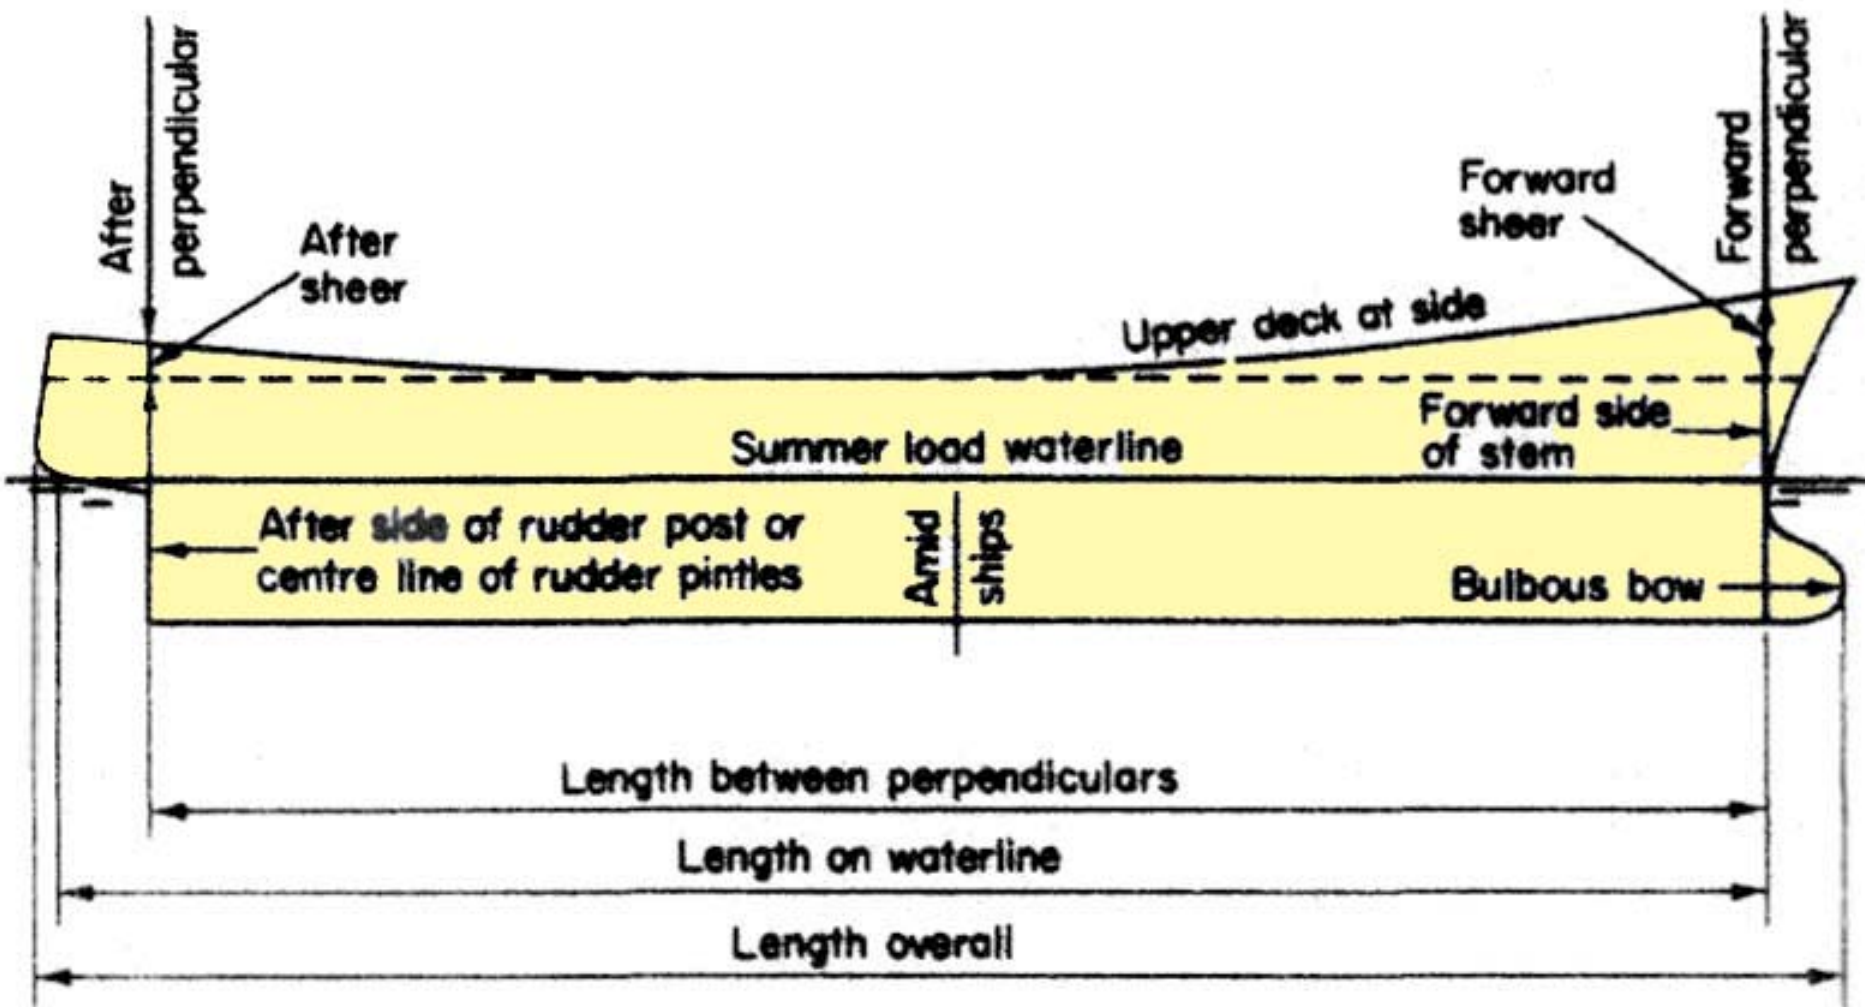 After
perpendicular
After
sheer
Forward
sheer
Forward
perpendicular
Upper deck at side
Forward side
of stem
Summer load waterline
After side of rudder post or
centre line of rudder pintles
Amid
ships
Bulbous bow
Length between perpendiculars
Length on waterline
Length overall